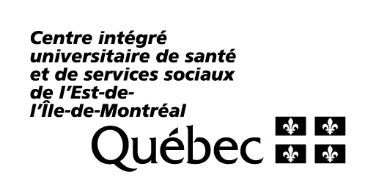 Centre intégré
universitaire de santé
et de services sociaux
de l'Est-de-
l'Île-de-Montréal
Québec